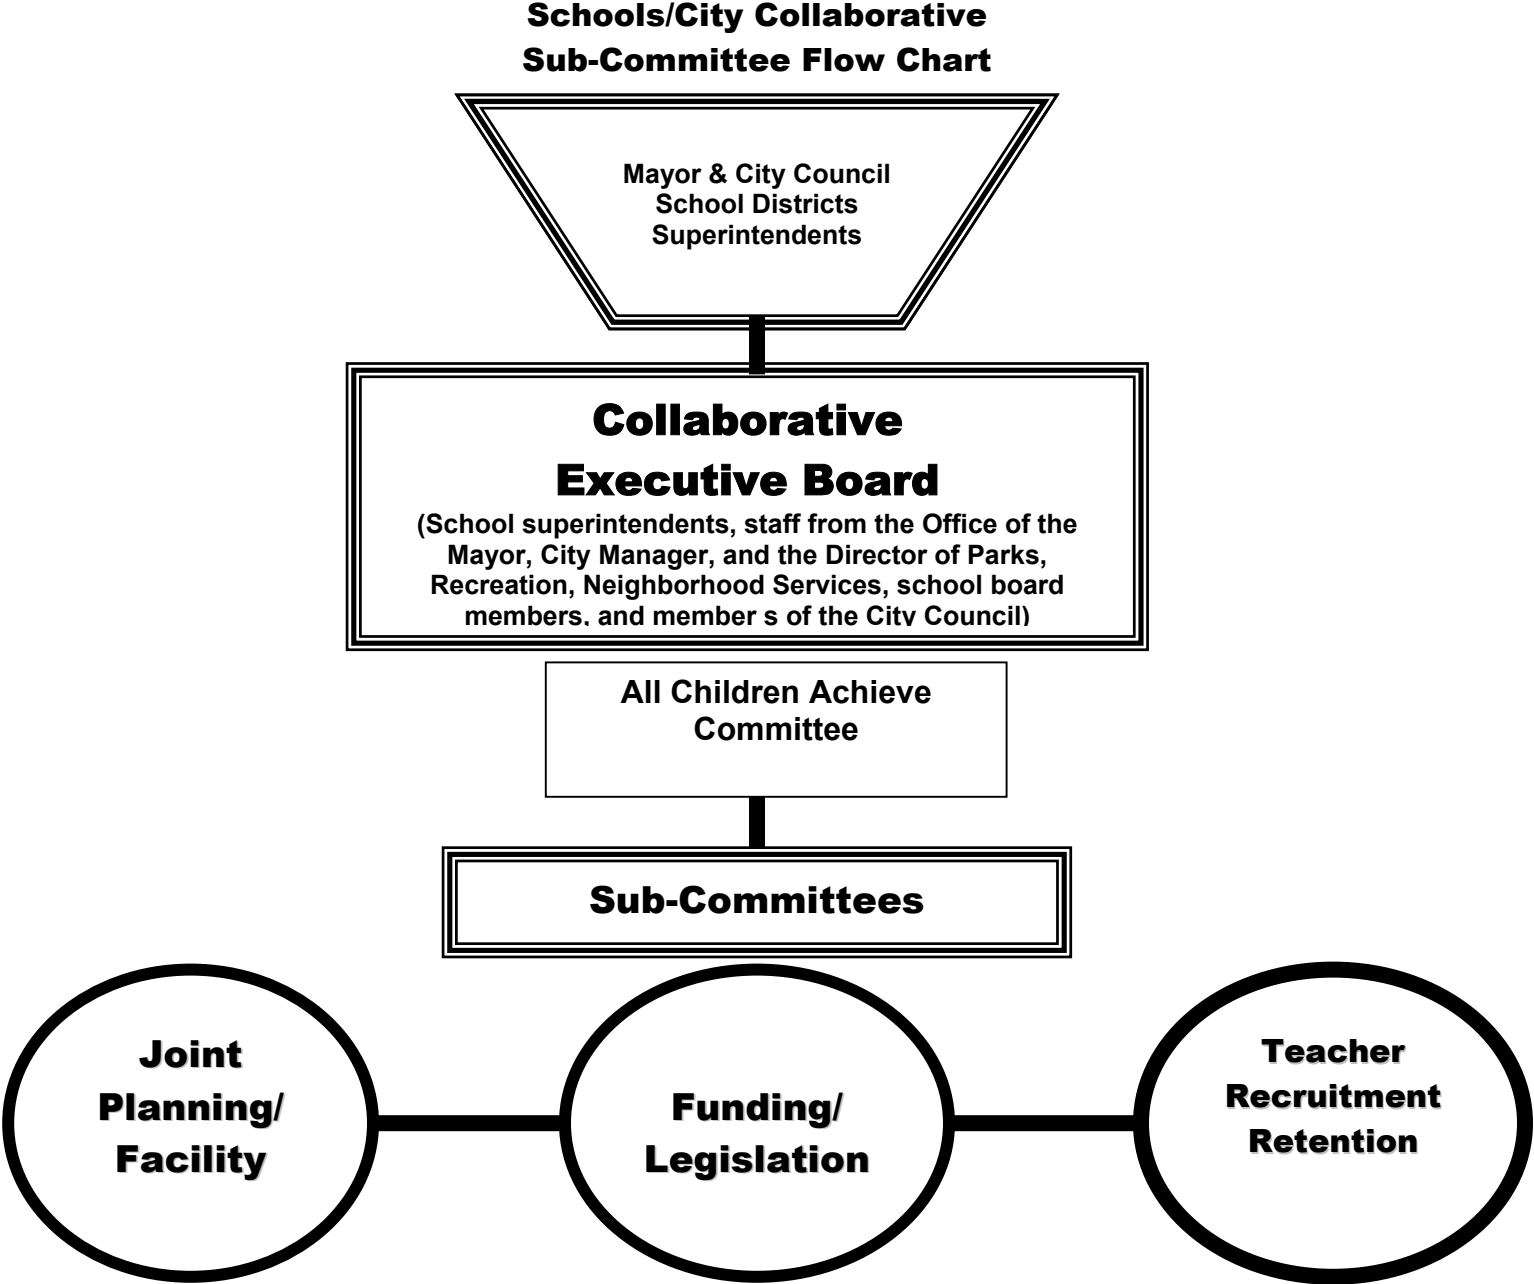 Schools/City Collaborative
Sub-Committee Flow Chart
Mayor & City Council
School Districts
Superintendents
Collaborative
Executive Board
(School superintendents, staff from the Office of the
Mayor, City Manager, and the Director of Parks,
Recreation, Neighborhood Services, school board
members, and member s of the City Council)
All Children Achieve
Committee
Sub-Committees
Joint
Planning/
Facility
Funding/
Legislation
Teacher
Recruitment
Retention